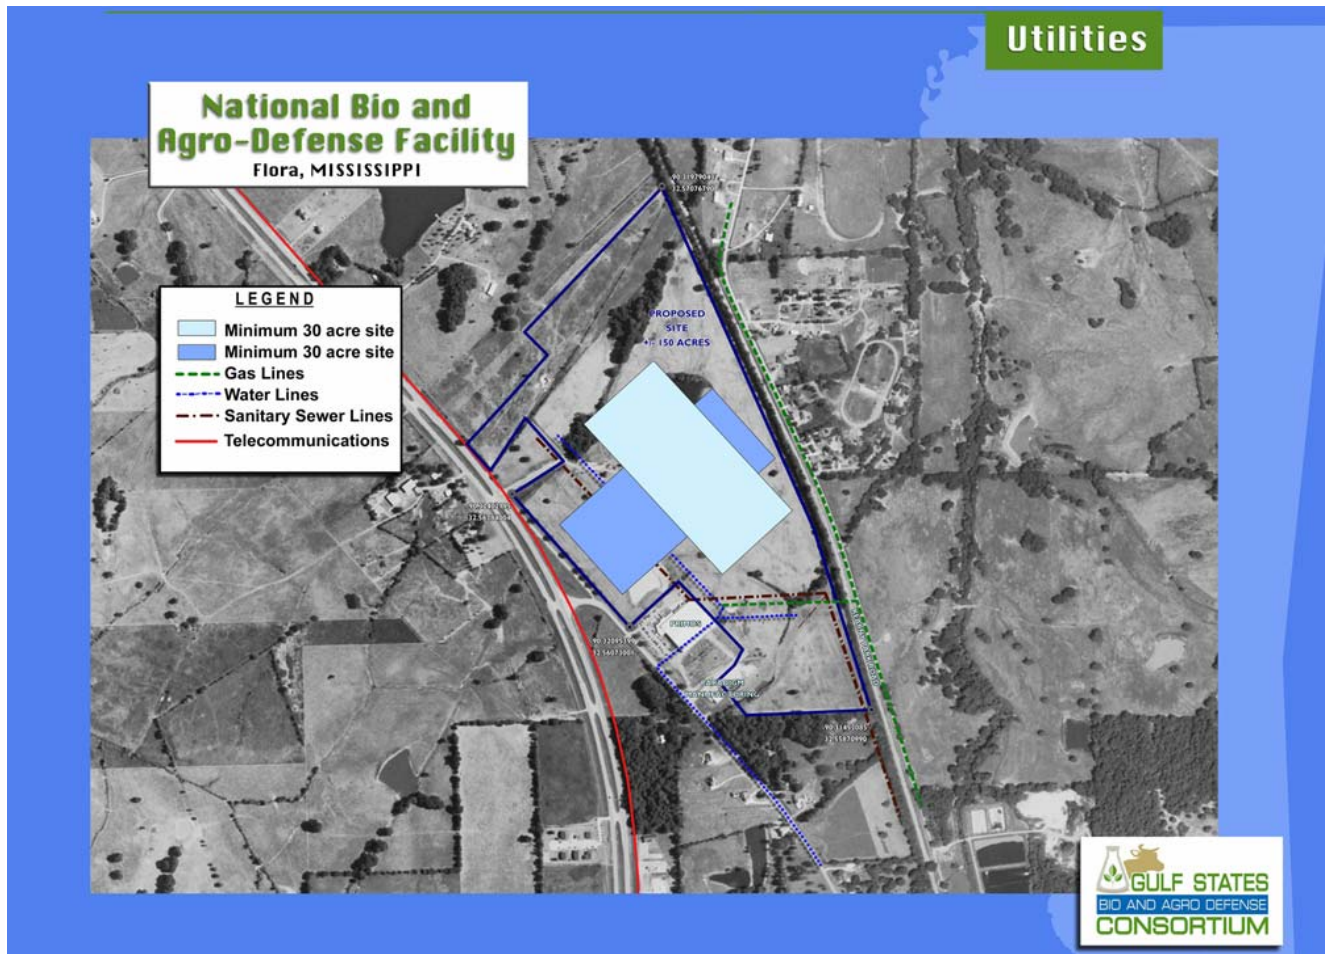 Utilities
National Bio and
Agro-Defense Facility
Flora, MISSISSIPPI
LEGEND
Minimum 30 acre site
Minimum 30 acre site
Gas Lines
Water Lines
Sanitary Sewer Lines
Telecommunications
PROPOSED
SITE
+/- 150 ACRES
PRIMOS
MANUFACTURING
GULF STATES
BIO AND AGRO DEFENSE
CONSORTIUM